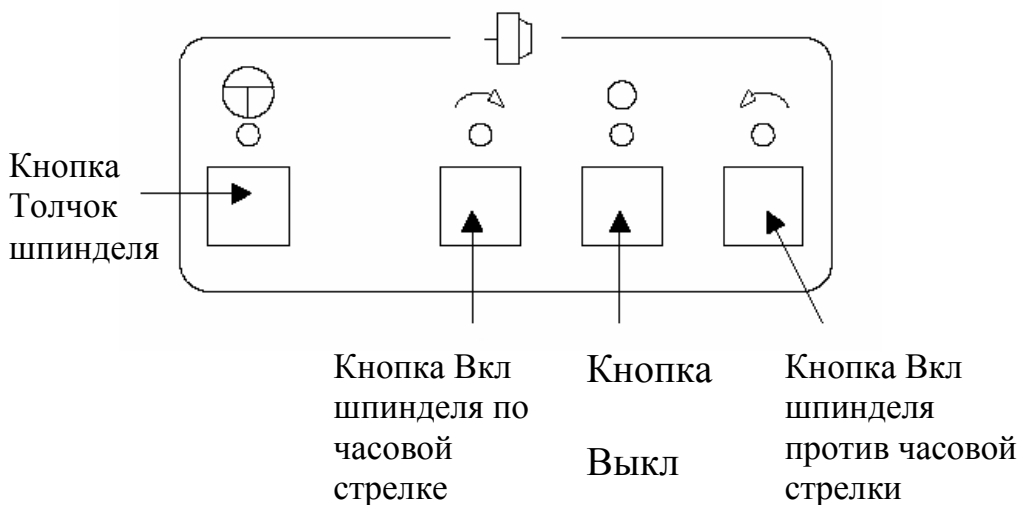 Кнопка
Толчок
шпинделя
Кнопка Вкл
шпинделя по
часовой
стрелке
Кнопка
Выкл
Кнопка Вкл
шпинделя
против часовой
стрелки